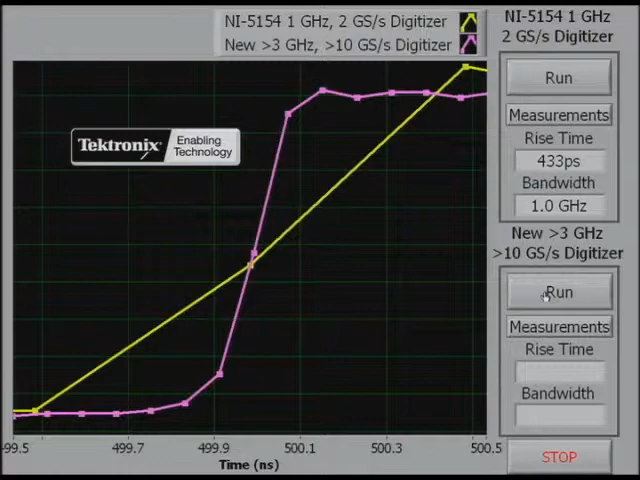 NI-5154 1 GHz, 2 GS/s Digitizer
New >3 GHz, >10 GS/s Digitizer
NI-5154 1 GHz
2 GS/s Digitizer
Run
Measurements
Rise Time
433ps
Bandwidth
1.0 GHz
New >3 GHz
>10 GS/s Digitizer
Run
Measurements
Rise Time
Bandwidth
STOP
Tektronix
Enabling
Technology
-99.5 499.7 499.9 500.1 500.3 500.5
Time (ns)